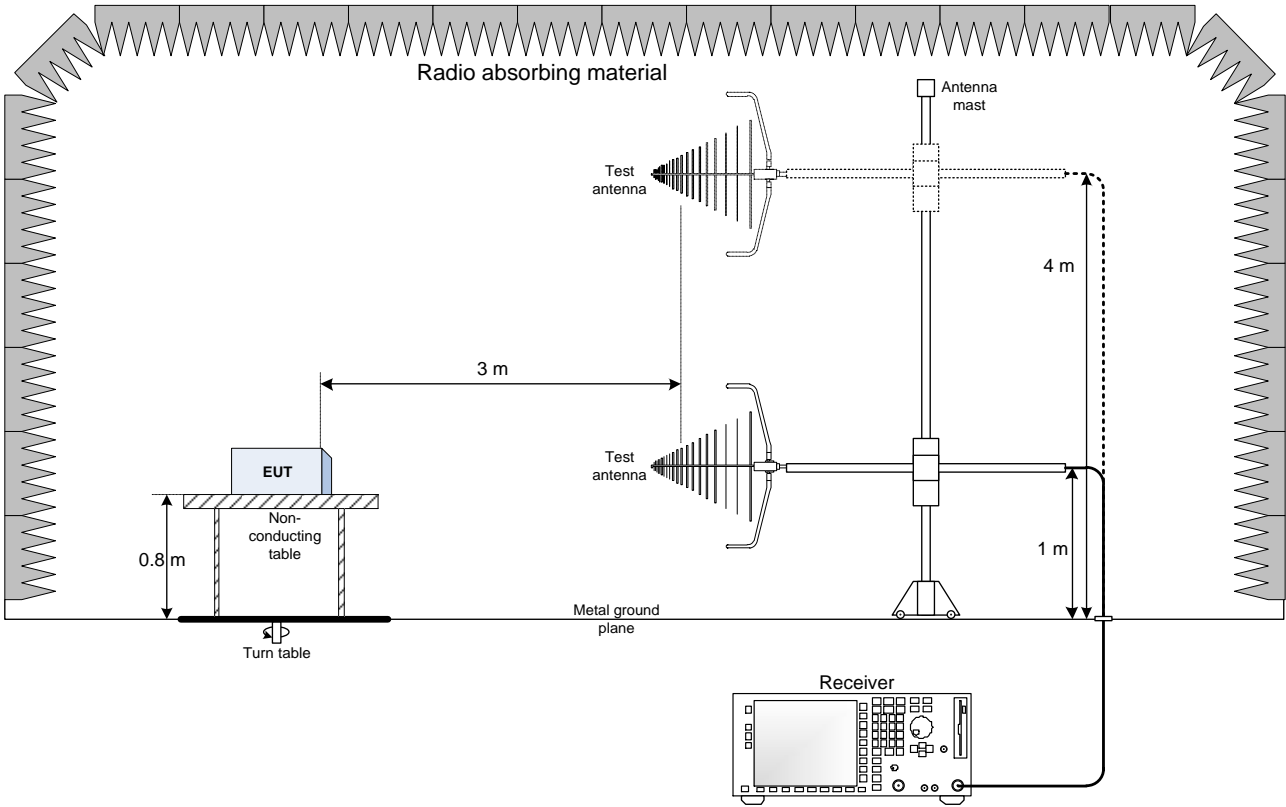 Radio absorbing material
Antenna
mast
Test
antenna
4 m
3 m
EUT
Test
antenna
Non-
conducting
table
0.8 m
1 m
Metal ground
plane
Turn table
Receiver